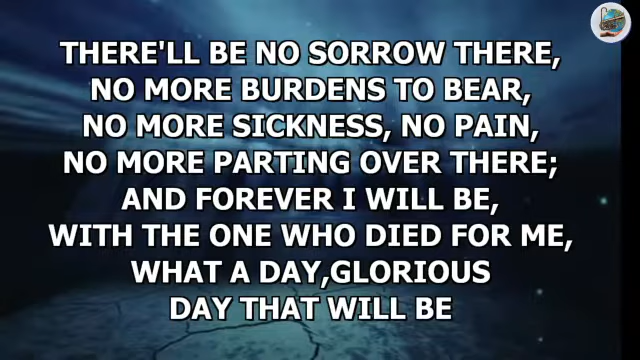 THERE'LL BE NO SORROW THERE,
NO MORE BURDENS TO BEAR,
NO MORE SICKNESS, NO PAIN,
NO MORE PARTING OVER THERE;
AND FOREVER I WILL BE,
WITH THE ONE WHO DIED FOR ME,
WHAT A DAY,GLORIOUS
DAY THAT WILL BE